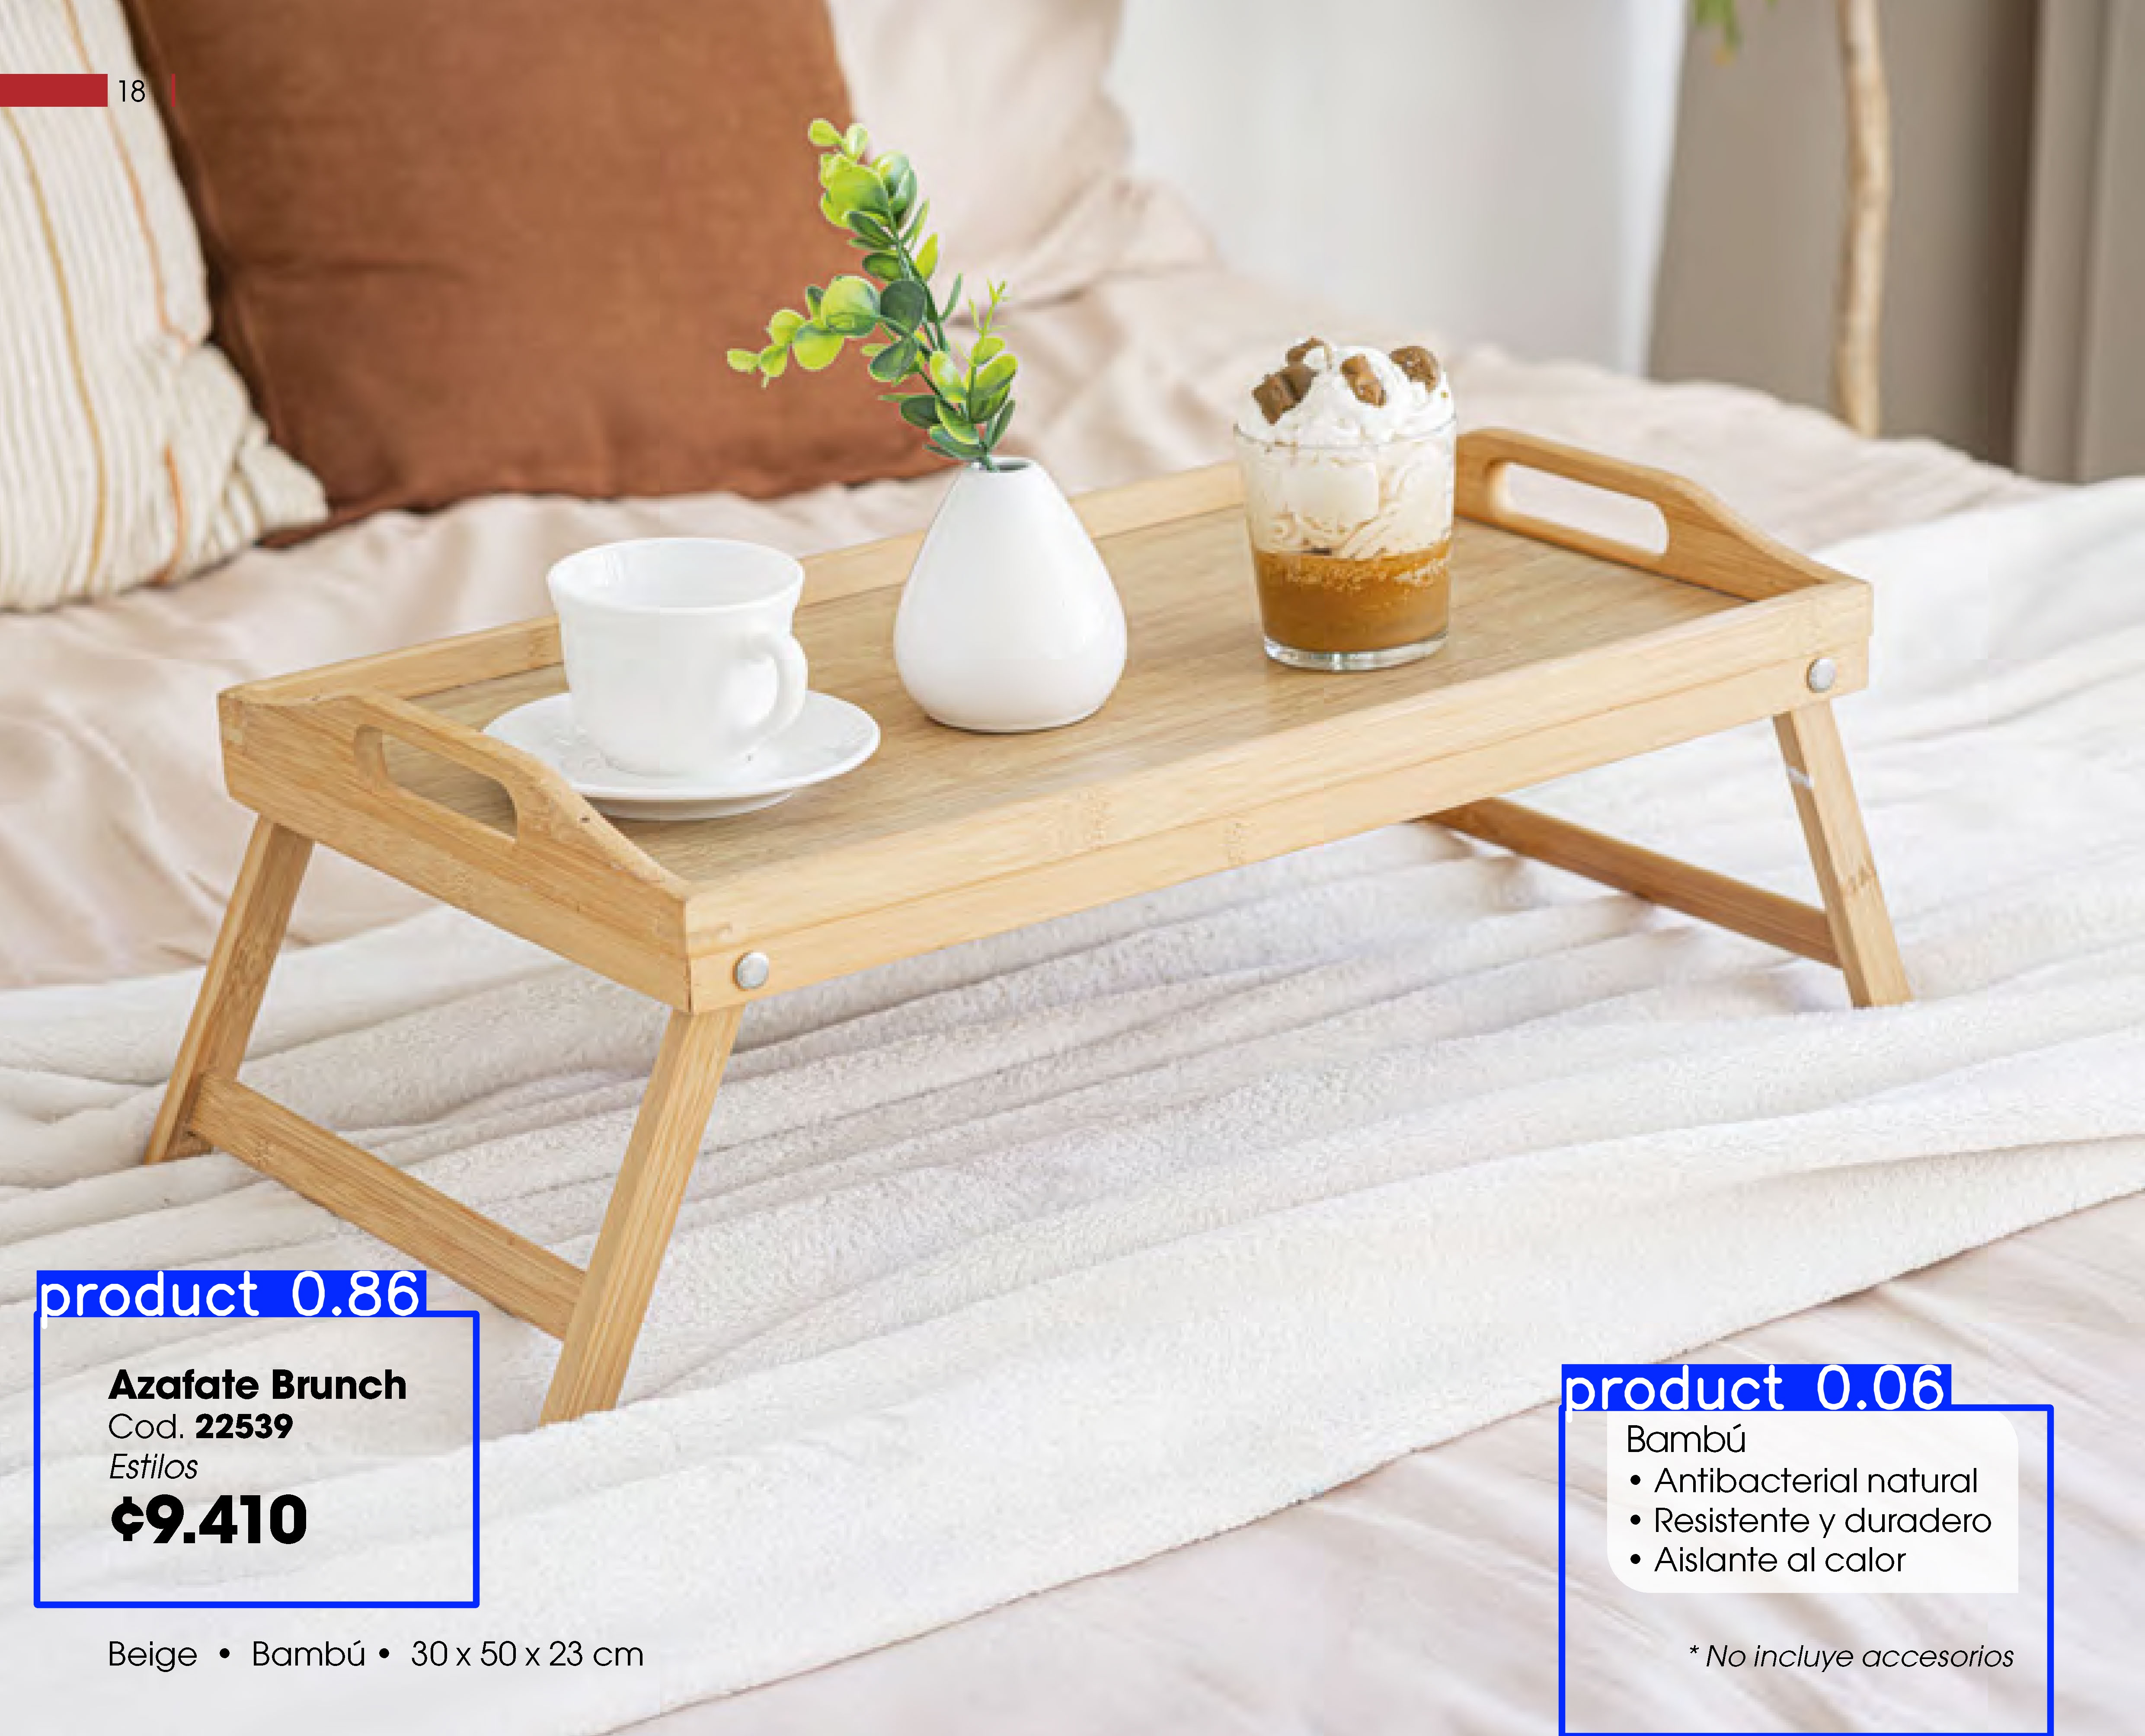 18
product 0.86
Azafate Brunch
Cod. 22539
Estilos
¢9.410
Beige • Bambú • 30 x 50 x 23 cm
product 0.06
Bambú
• Antibacterial natural
• Resistente y duradero
• Aislante al calor
* No incluye accesorios